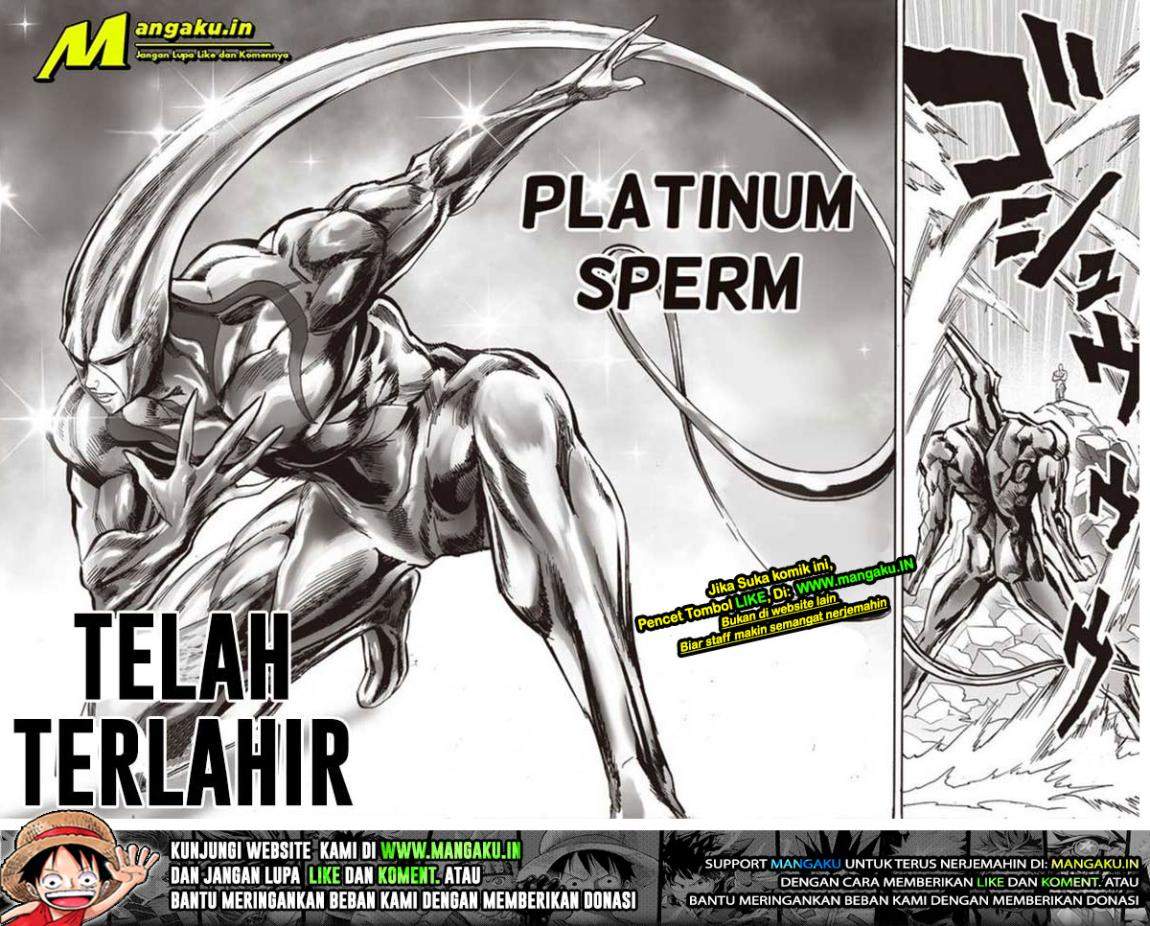 Mangaku.in
Jangan Lupa Like dan Komennya
PLATINUM
SPERM
ゴシュゥゥゥ
Jika Suka komik ini,
Pencet Tombol LIKE, Di: WWW.mangaku.IN
Bukan di website lain
Biar staff makin semangat nerjemahin
TELAH
TERLAHIR
KUNJUNGI WEBSITE KAMI DI WWW.MANGAKU.IN
DAN JANGAN LUPA LIKE DAN KOMENT. ATAU
BANTU MERINGANKAN BEBAN KAMI DENGAN MEMBERIKAN DONASI
SUPPORT MANGAKU UNTUK TERUS NERJEMAHIN DI: MANGAKU.IN
DENGAN CARA MEMBERIKAN LIKE DAN KOMENT. ATAU
BANTU MERINGANKAN BEBAN KAMI DENGAN MEMBERIKAN DONASI